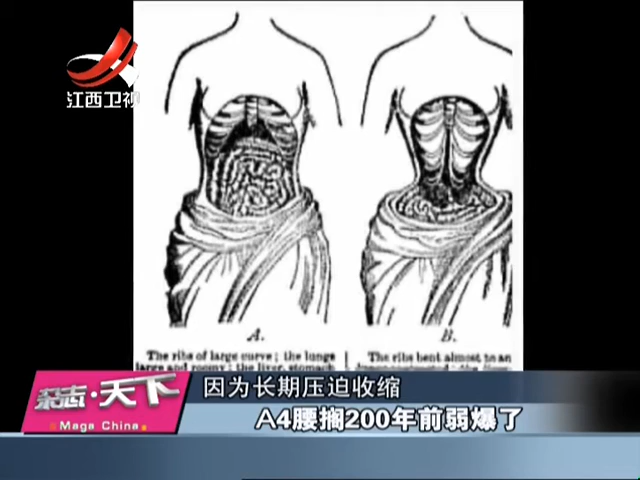 江西卫视
A.
B.
The ribs of large curve; the lungs
large and roomy; the liver, stomach
The ribs bent almost to an
杂志·天下
Maga China
因为长期压迫收缩
A4腰搁200年前弱爆了